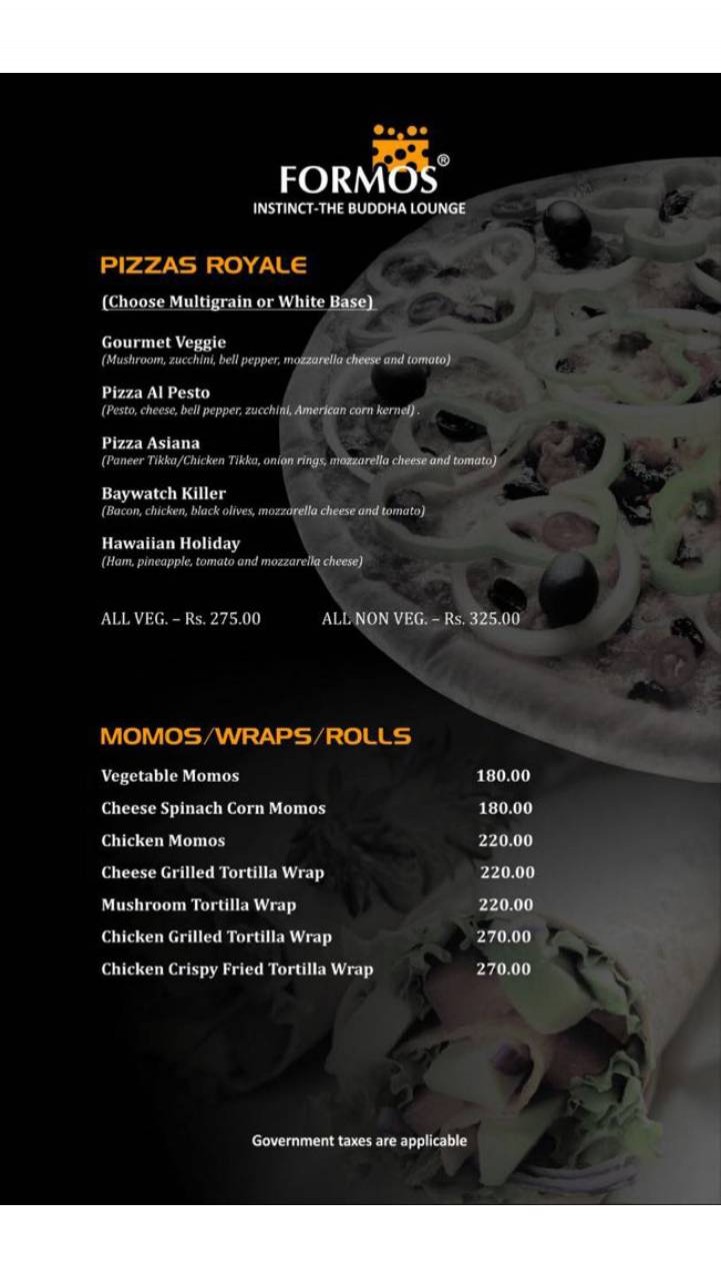 FORMOS®
INSTINCT-THE BUDDHA LOUNGE
PIZZAS ROYALE
(Choose Multigrain or White Base)
Gourmet Veggie
(Mushroom, zucchini, bell pepper, mozzarella cheese and tomato)
Pizza Al Pesto
(Pesto, cheese, bell pepper, zucchini, American corn kernel) .
Pizza Asiana
(Paneer Tikka/Chicken Tikka, onion rings, mozzarella cheese and tomato)
Baywatch Killer
(Bacon, chicken, black olives, mozzarella cheese and tomato)
Hawaiian Holiday
(Ham, pineapple, tomato and mozzarella cheese)
ALL VEG. – Rs. 275.00 ALL NON VEG. – Rs. 325.00
MOMOS/WRAPS/ROLLS
Vegetable Momos 180.00
Cheese Spinach Corn Momos 180.00
Chicken Momos 220.00
Cheese Grilled Tortilla Wrap 220.00
Mushroom Tortilla Wrap 220.00
Chicken Grilled Tortilla Wrap 270.00
Chicken Crispy Fried Tortilla Wrap 270.00
Government taxes are applicable